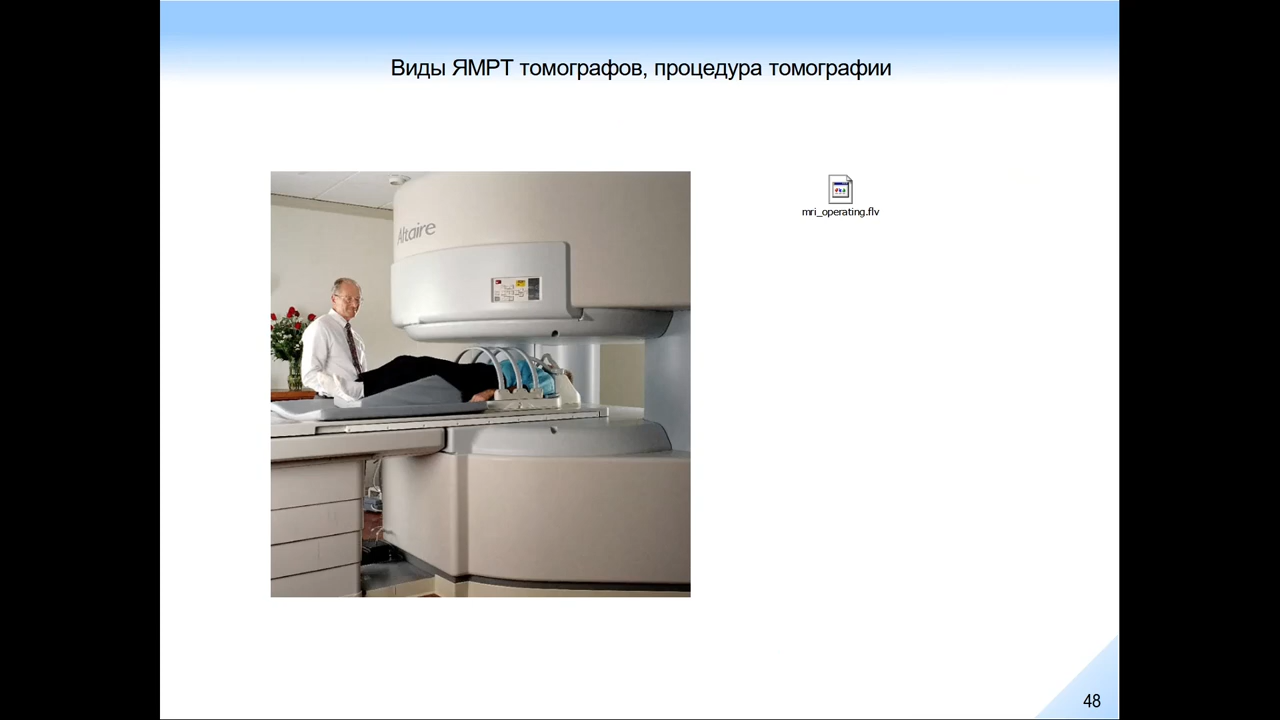 Виды ЯМРТ томографов, процедура томографии
mri_operating.flv
Altaire
48